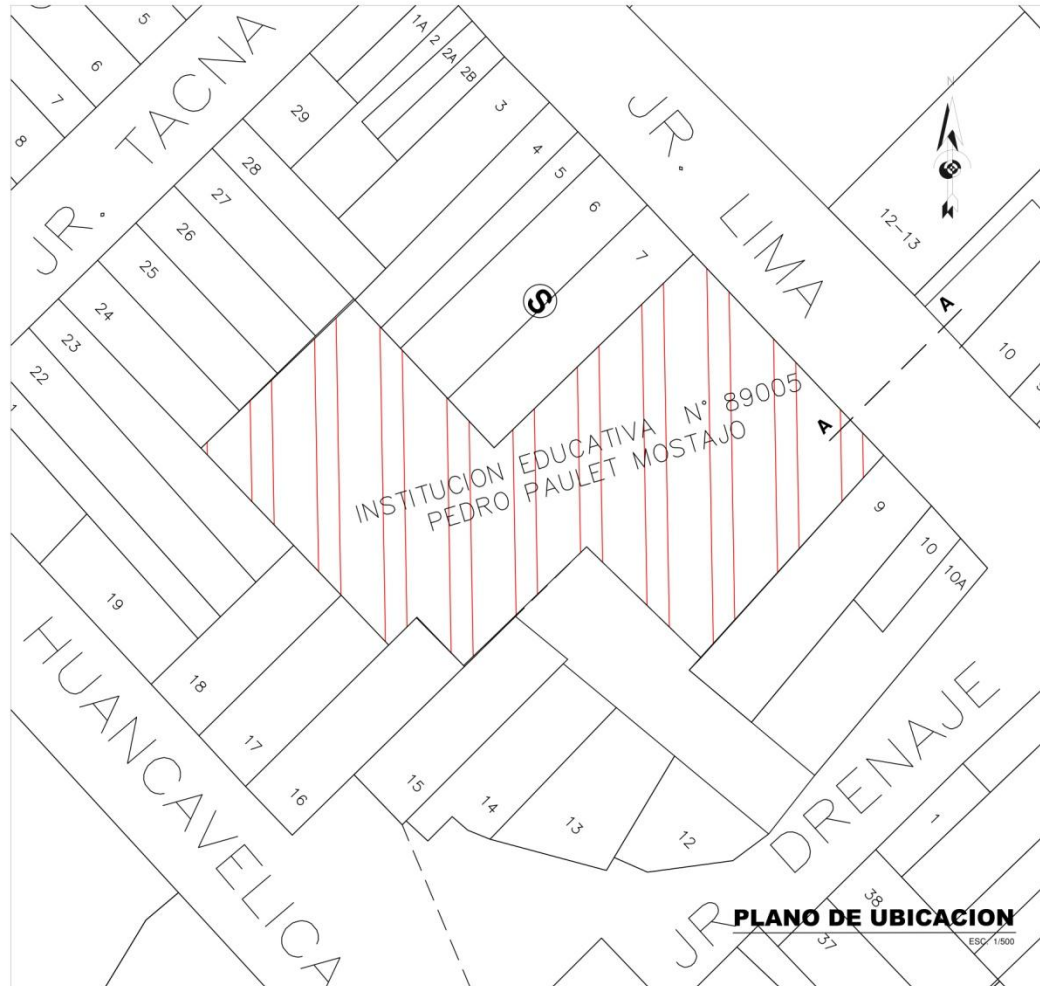 5
6
7
8
JR. TACNA
1A
2
2A
2B
3
4
5
6
7
29
28
27
26
25
24
23
22
JR. LIMA
N
12-13
A
10
S
INSTITUCION EDUCATIVA N° 89005
PEDRO PAULET MOSTAJO
A
9
10
10A
19
18
17
16
15
14
13
12
HUANCAVELICA
JR DRENAJE
1
38
37
PLANO DE UBICACION
ESC. 1/500